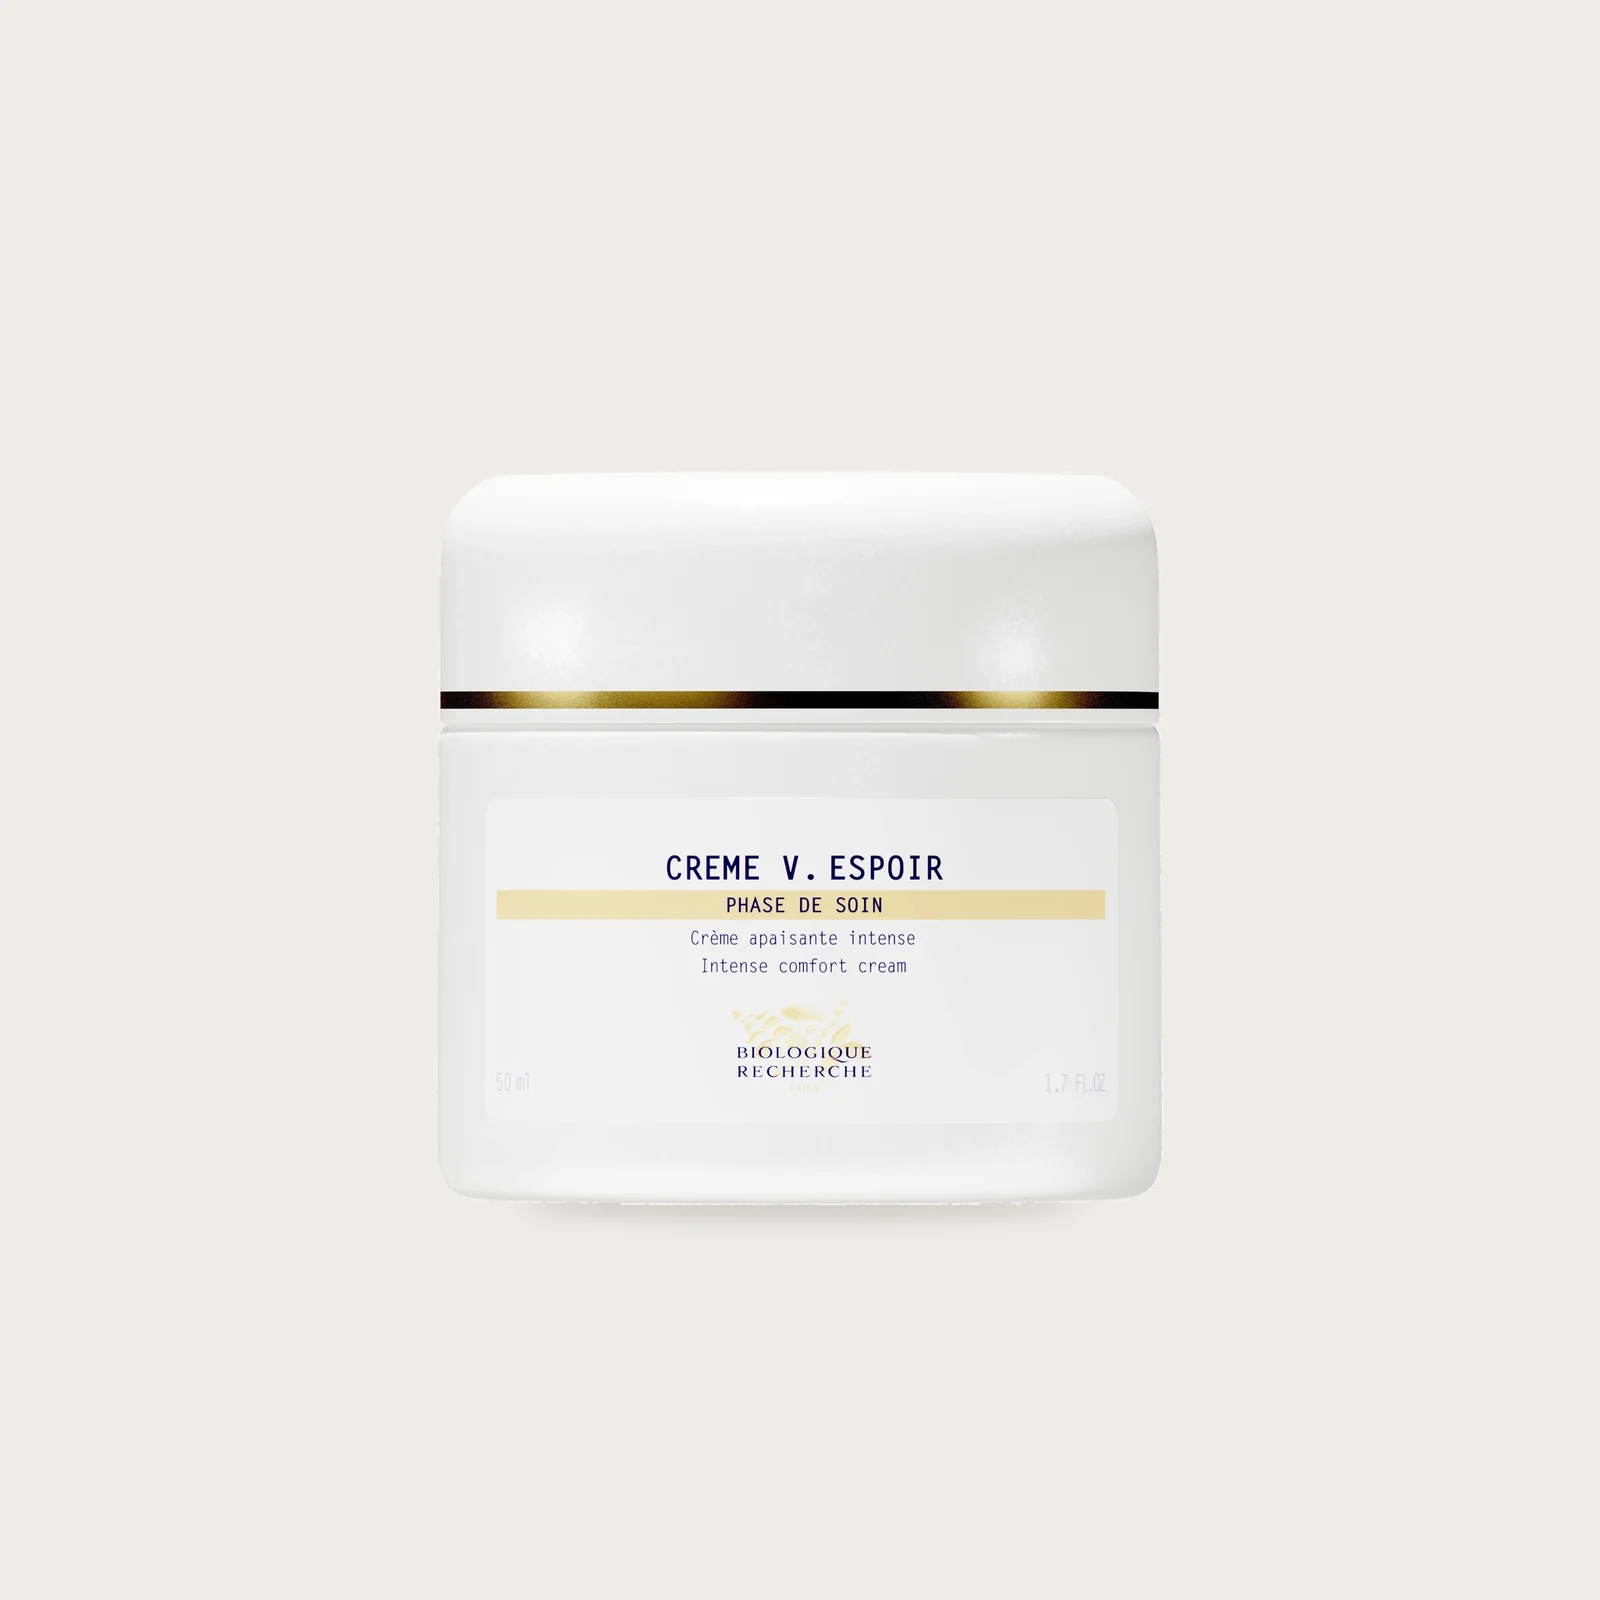 CREME V. ESPOIR
PHASE DE SOIN
Crème apaisante intense
Intense comfort cream
BIOLOGIQUE
RECHERCHE
PARIS
50 ml
1.7 FL.OZ